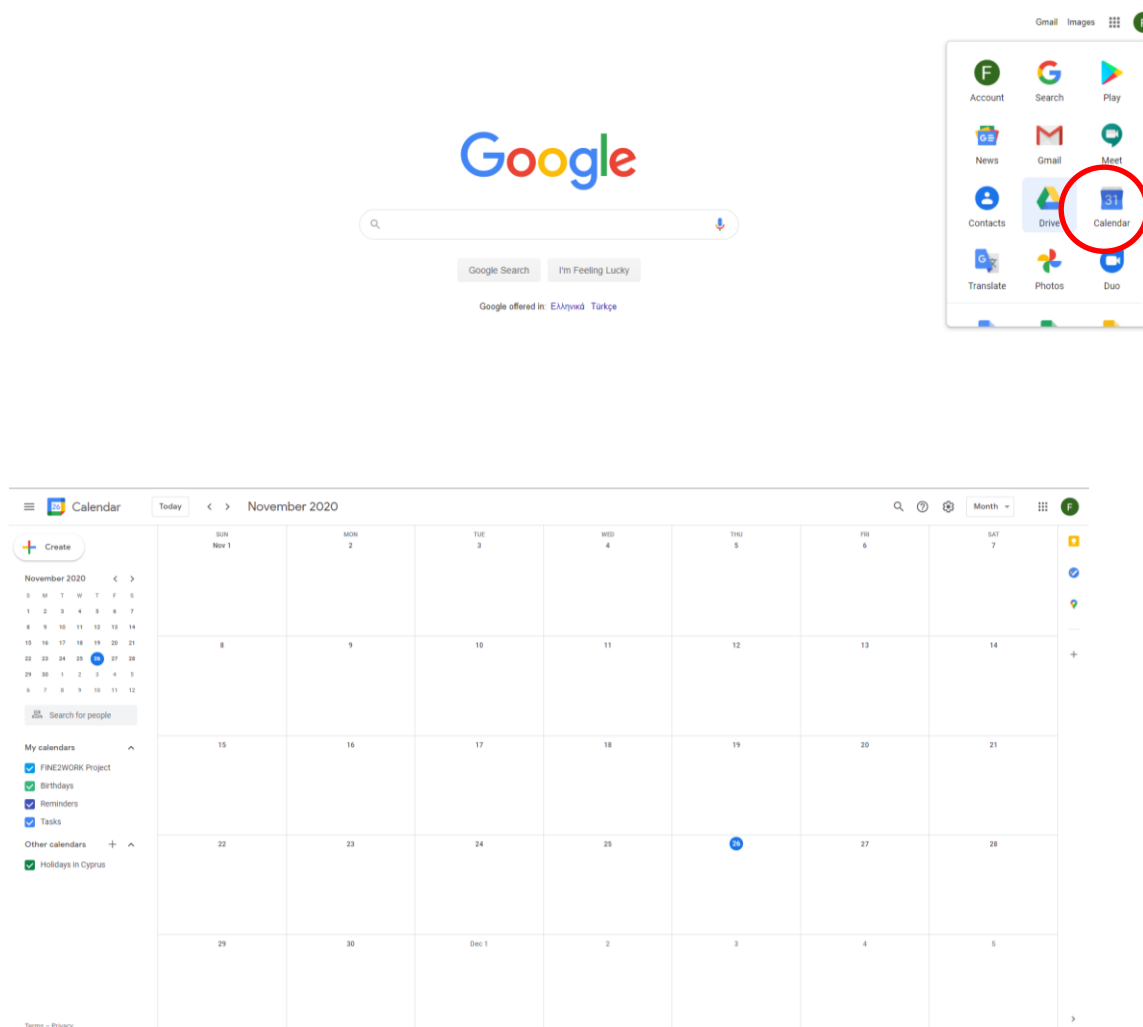 Gmail Images
F
Account Search Play
News Gmail Meet
31
Contacts Drive Calendar
Translate Photos Duo
Google
Google Search I'm Feeling Lucky
Google offered in: Ελληνικά Türkçe
26 Calendar Today November 2020 Month F
Create
SUN MON TUE WED THU FRI SAT
Nov 1 2 3 4 5 6 7
November 2020
S M T W T F S
1 2 3 4 5 6 7
8 9 10 11 12 13 14
15 16 17 18 19 20 21
22 23 24 25 26 27 28
29 30 1 2 3 4 5
6 7 8 9 10 11 12
Search for people
My calendars
FINE2WORK Project
Birthdays
Reminders
Tasks
Other calendars
Holidays in Cyprus
8 9 10 11 12 13 14
15 16 17 18 19 20 21
22 23 24 25 26 27 28
29 30 Dec 1 2 3 4 5
Terms – Privacy